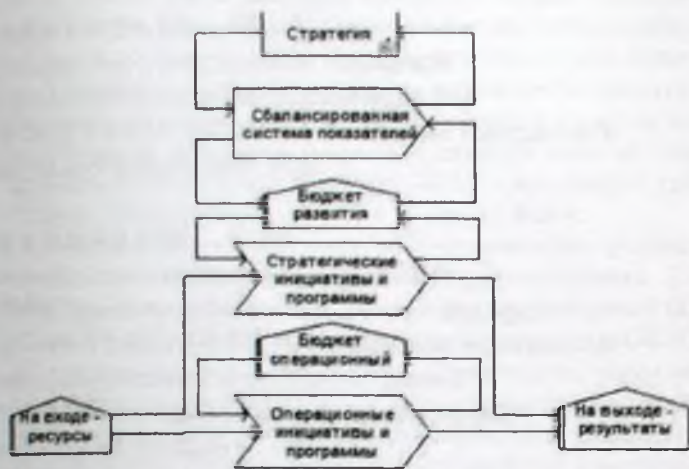 Стратегия
Сбалансированная
система показателей
Бюджет
развития
Стратегические
инициативы и
программы
Бюджет
операционный
На входе -
ресурсы
Операционные
инициативы и
программы
На выходе -
результаты